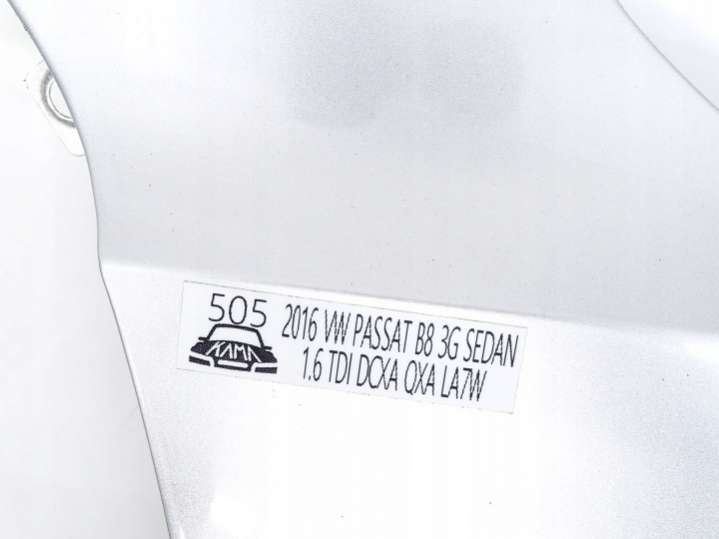 505
KAMA
2016 VW PASSAT B8 3G SEDAN
1.6 TDI DCXA QXA LA7W